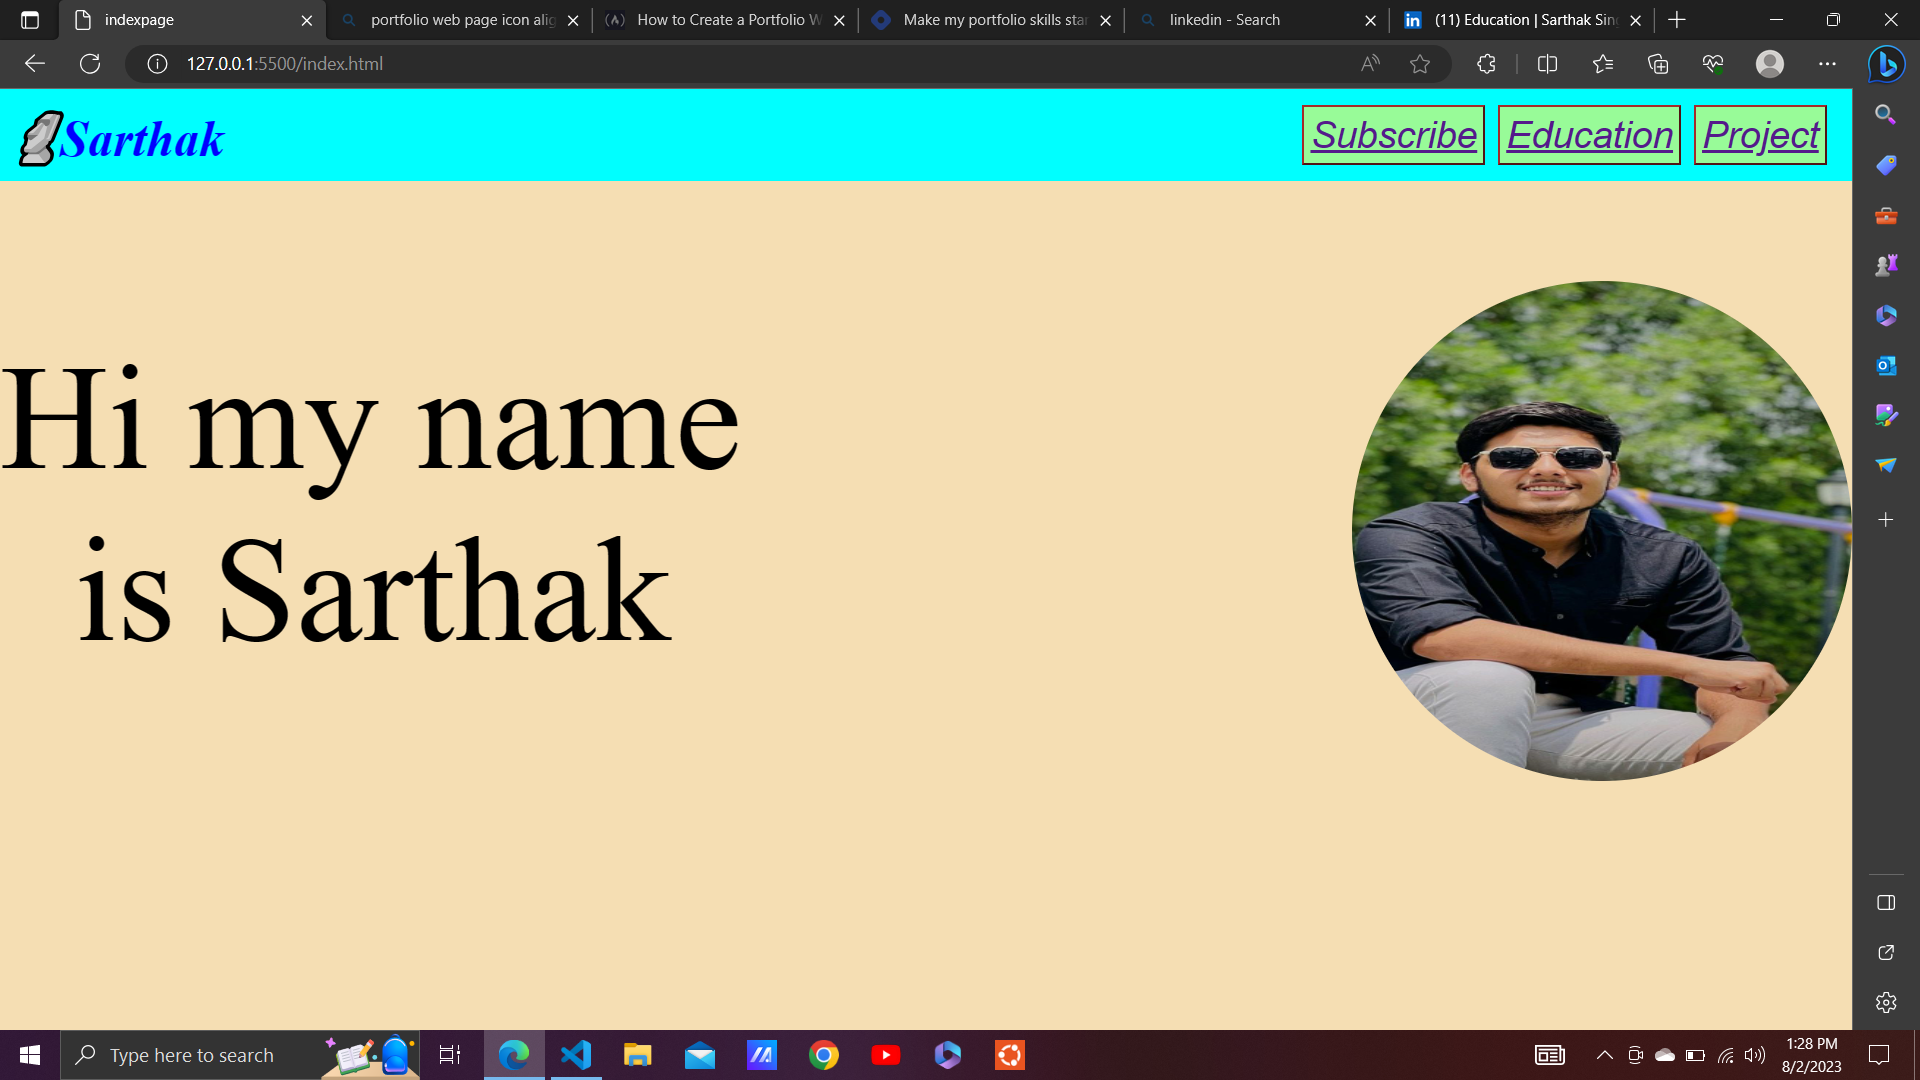 indexpage
portfolio web page icon alig
How to Create a Portfolio W
Make my portfolio skills star
linkedin - Search
(11) Education | Sarthak Sing
127.0.0.1:5500/index.html
Sarthak
Subscribe
Education
Project
Hi my name
is Sarthak
Type here to search
1:28 PM
8/2/2023